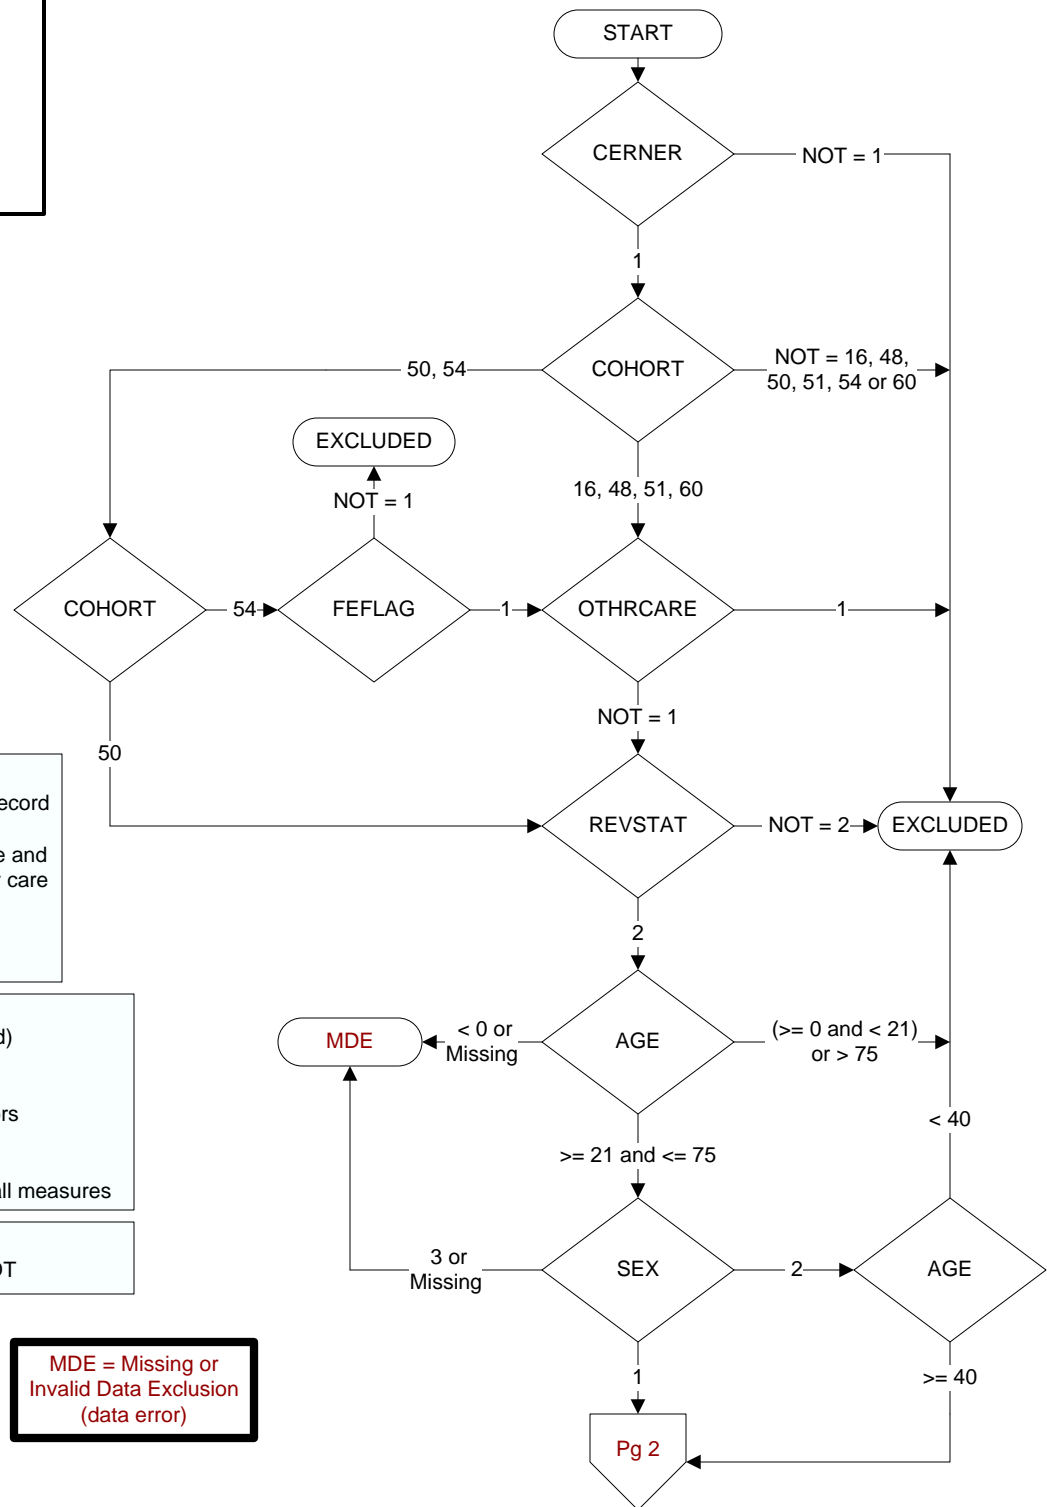 START
CERNER
NOT = 1
1
COHORT
50, 54
NOT = 16, 48,
50, 51, 54 or 60
EXCLUDED
NOT = 1
16, 48, 51, 60
COHORT
54
FEFLAG
1
OTHRCARE
1
NOT = 1
50
REVSTAT
NOT = 2
EXCLUDED
2
MDE
< 0 or
Missing
AGE
(>= 0 and < 21)
or > 75
< 40
>= 21 and <= 75
3 or
Missing
SEX
2
AGE
1
>= 40
Pg 2
ecord
and
care
all measures
MDE = Missing or
Invalid Data Exclusion
(data error)